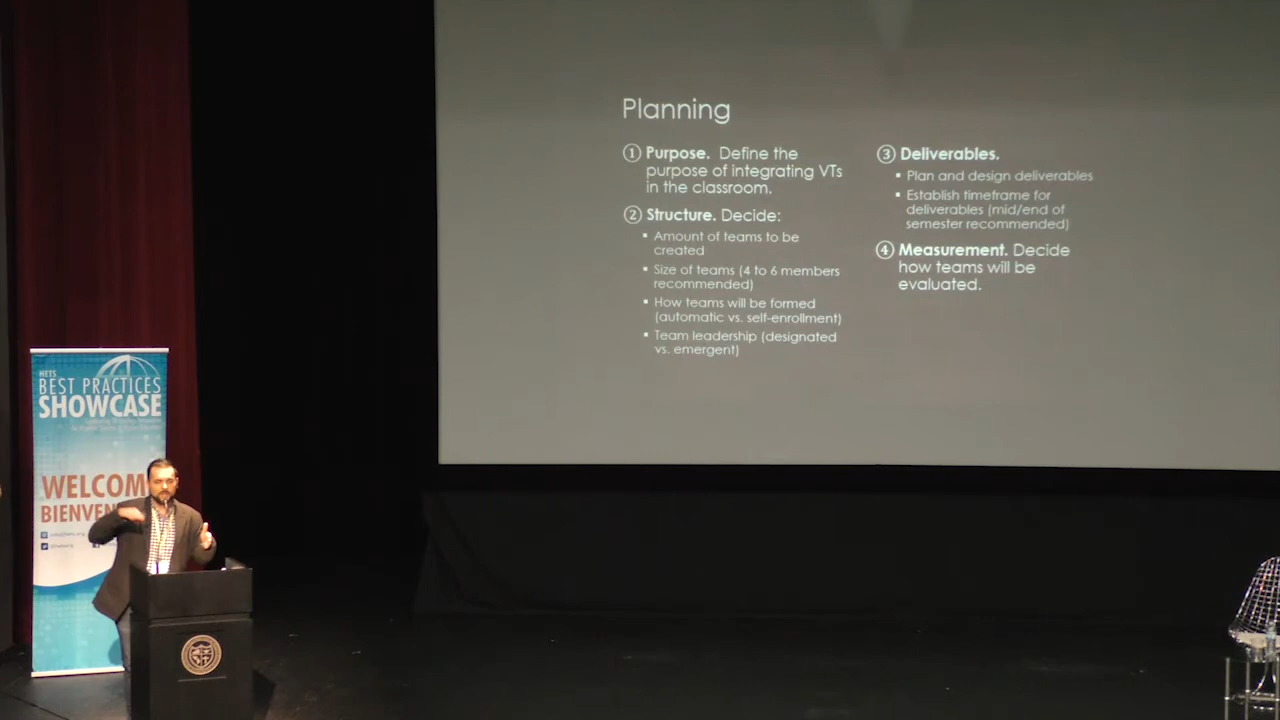 Planning
① Purpose. Define the
purpose of integrating VTs
in the classroom.
② Structure. Decide:
▪ Amount of teams to be
created
▪ Size of teams (4 to 6 members
recommended)
▪ How teams will be formed
(automatic vs. self-enrollment)
▪ Team leadership (designated
vs. emergent)
③ Deliverables.
▪ Plan and design deliverables
▪ Establish timeframe for
deliverables (mid/end of
semester recommended)
④ Measurement. Decide
how teams will be
evaluated.
HETS
BEST PRACTICES
SHOWCASE
WELCOM
BIENVEN